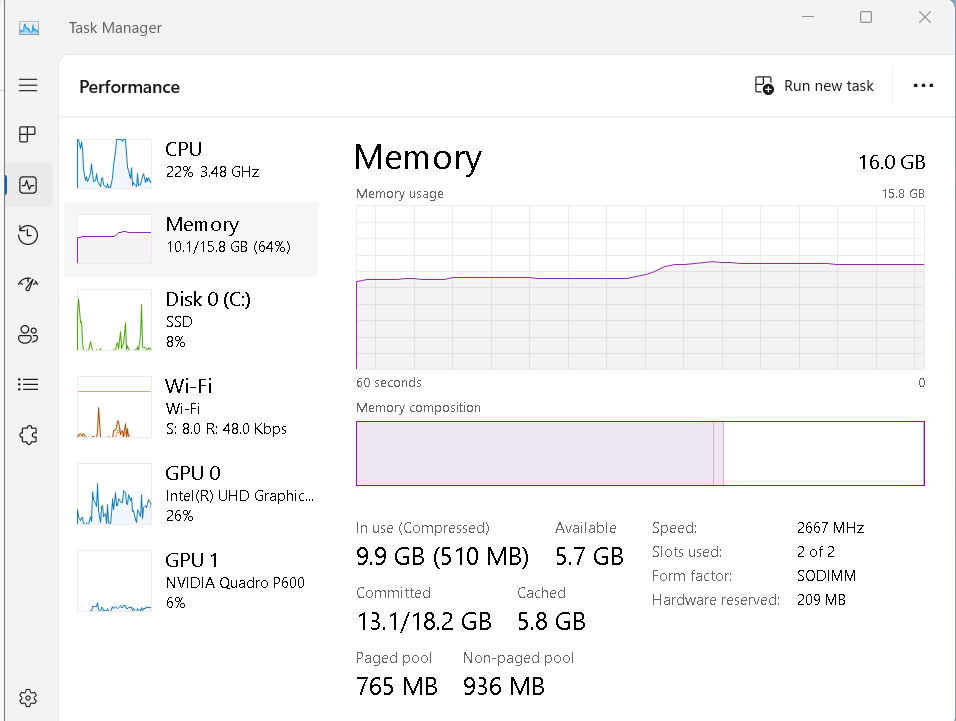 Task Manager
Performance
Run new task
CPU
22% 3.48 GHz
Memory
10.1/15.8 GB (64%)
Disk 0 (C:)
SSD
8%
Wi-Fi
Wi-Fi
S: 8.0 R: 48.0 Kbps
GPU 0
Intel(R) UHD Graphic...
26%
GPU 1
NVIDIA Quadro P600
6%
Memory 16.0 GB
Memory usage 15.8 GB
60 seconds 0
Memory composition
In use (Compressed) Available
9.9 GB (510 MB) 5.7 GB
Committed Cached
13.1/18.2 GB 5.8 GB
Paged pool Non-paged pool
765 MB 936 MB
Speed: 2667 MHz
Slots used: 2 of 2
Form factor: SODIMM
Hardware reserved: 209 MB